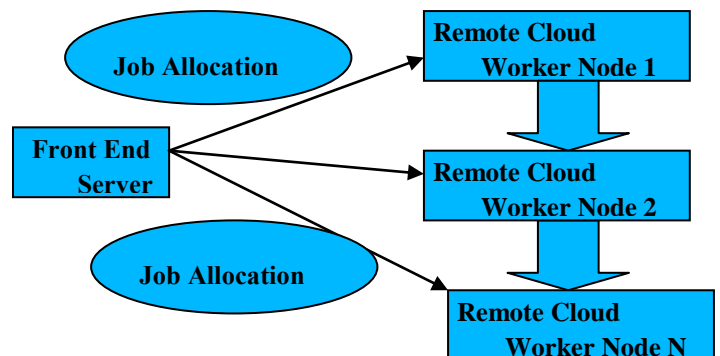 Job Allocation
Remote Cloud
Worker Node 1
Front End
Server
Remote Cloud
Worker Node 2
Job Allocation
Remote Cloud
Worker Node N